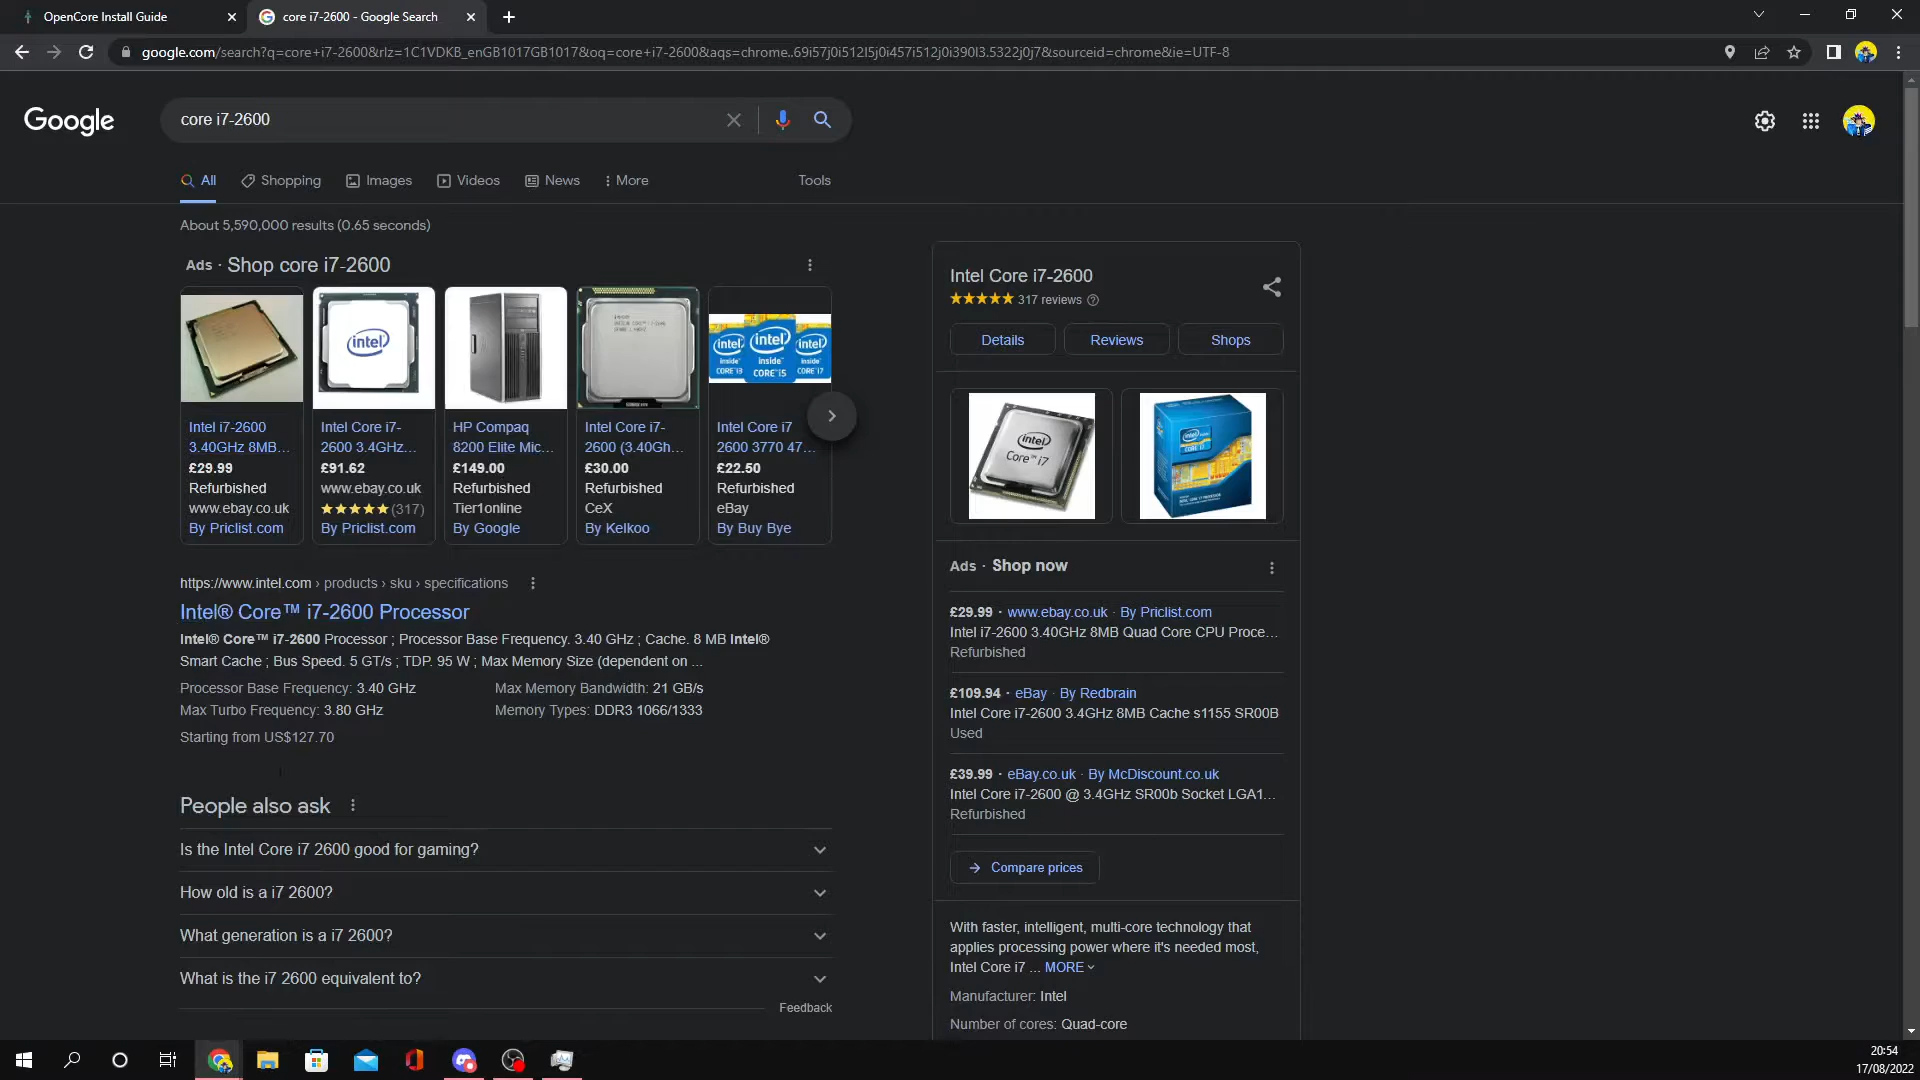 OpenCore Install Guide
core i7-2600 - Google Search
google.com/search?q=core+i7-2600&rlz=1C1VDKB_enGB1017GB1017&oq=core+i7-2600&aqs=chrome..69i57j0i512l5j0i457i512j0i390l3.5322j0j7&sourceid=chrome&ie=UTF-8
Google
core i7-2600
All
Shopping
Images
Videos
News
More
Tools
About 5,590,000 results (0.65 seconds)
Ads · Shop core i7-2600
Intel i7-2600
3.40GHz 8MB...
£29.99
Refurbished
www.ebay.co.uk
By Priclist.com
intel
Intel Core i7-
2600 3.4GHz...
£91.62
www.ebay.co.uk
(317)
By Priclist.com
HP Compaq
8200 Elite Mic...
£149.00
Refurbished
Tier1online
By Google
Intel Core i7-
2600 (3.40Gh...
£30.00
Refurbished
CeX
By Kelkoo
intel inside CORE i3
intel inside CORE i5
intel inside CORE i7
Intel Core i7
2600 3770 47...
£22.50
Refurbished
eBay
By Buy Bye
https://www.intel.com › products › sku › specifications
Intel® Core™ i7-2600 Processor
Intel® Core™ i7-2600 Processor ; Processor Base Frequency. 3.40 GHz ; Cache. 8 MB Intel®
Smart Cache ; Bus Speed. 5 GT/s ; TDP. 95 W ; Max Memory Size (dependent on ...
Processor Base Frequency: 3.40 GHz
Max Memory Bandwidth: 21 GB/s
Max Turbo Frequency: 3.80 GHz
Memory Types: DDR3 1066/1333
Starting from US$127.70
People also ask
Is the Intel Core i7 2600 good for gaming?
How old is a i7 2600?
What generation is a i7 2600?
What is the i7 2600 equivalent to?
Feedback
Intel Core i7-2600
317 reviews
Details
Reviews
Shops
intel
Core™ i7
Ads · Shop now
£29.99 · www.ebay.co.uk · By Priclist.com
Intel i7-2600 3.40GHz 8MB Quad Core CPU Proce...
Refurbished
£109.94 · eBay · By Redbrain
Intel Core i7-2600 3.4GHz 8MB Cache s1155 SR00B
Used
£39.99 · eBay.co.uk · By McDiscount.co.uk
Intel Core i7-2600 @ 3.4GHz SR00b Socket LGA1...
Refurbished
Compare prices
With faster, intelligent, multi-core technology that
applies processing power where it's needed most,
Intel Core i7 ... MORE
Manufacturer: Intel
Number of cores: Quad-core
20:54
17/08/2022